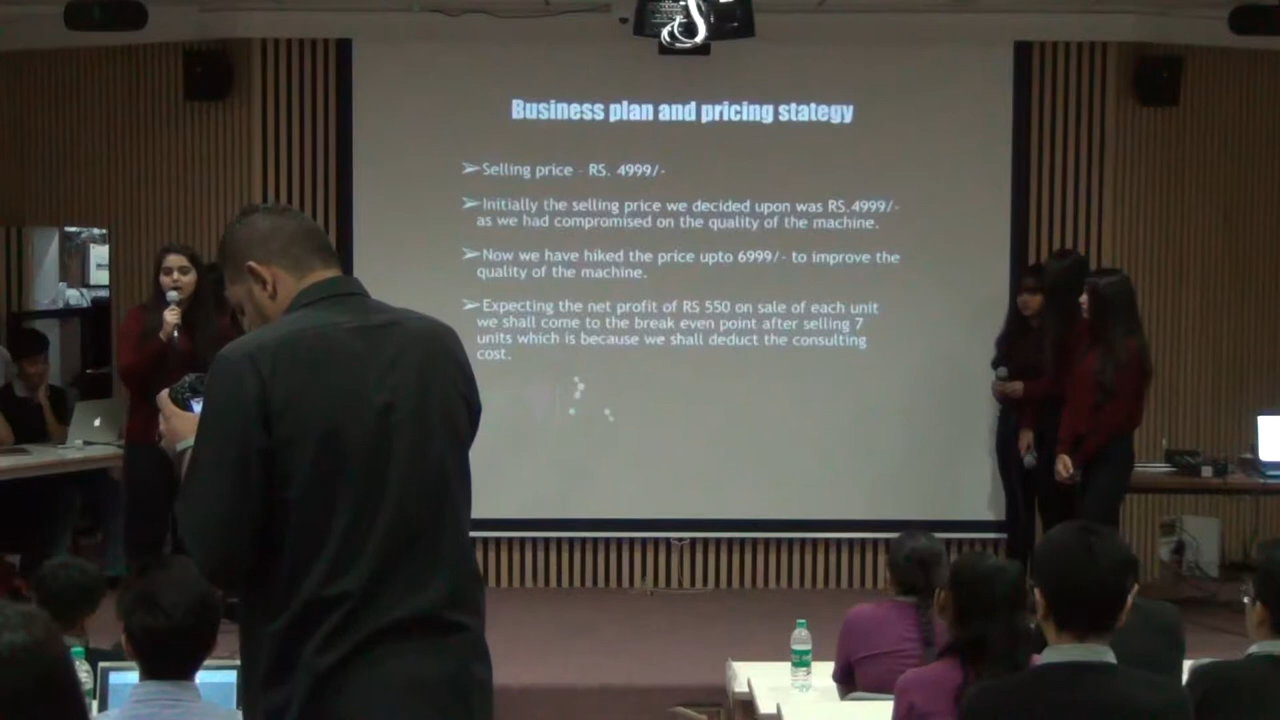 Business plan and pricing stategy
➢Selling price - RS. 4999/-
➢Initially the selling price we decided upon was RS.4999/-
as we had compromised on the quality of the machine.
➢Now we have hiked the price upto 6999/- to improve the
quality of the machine.
➢Expecting the net profit of RS 550 on sale of each unit
we shall come to the break even point after selling 7
units which is because we shall deduct the consulting
cost.